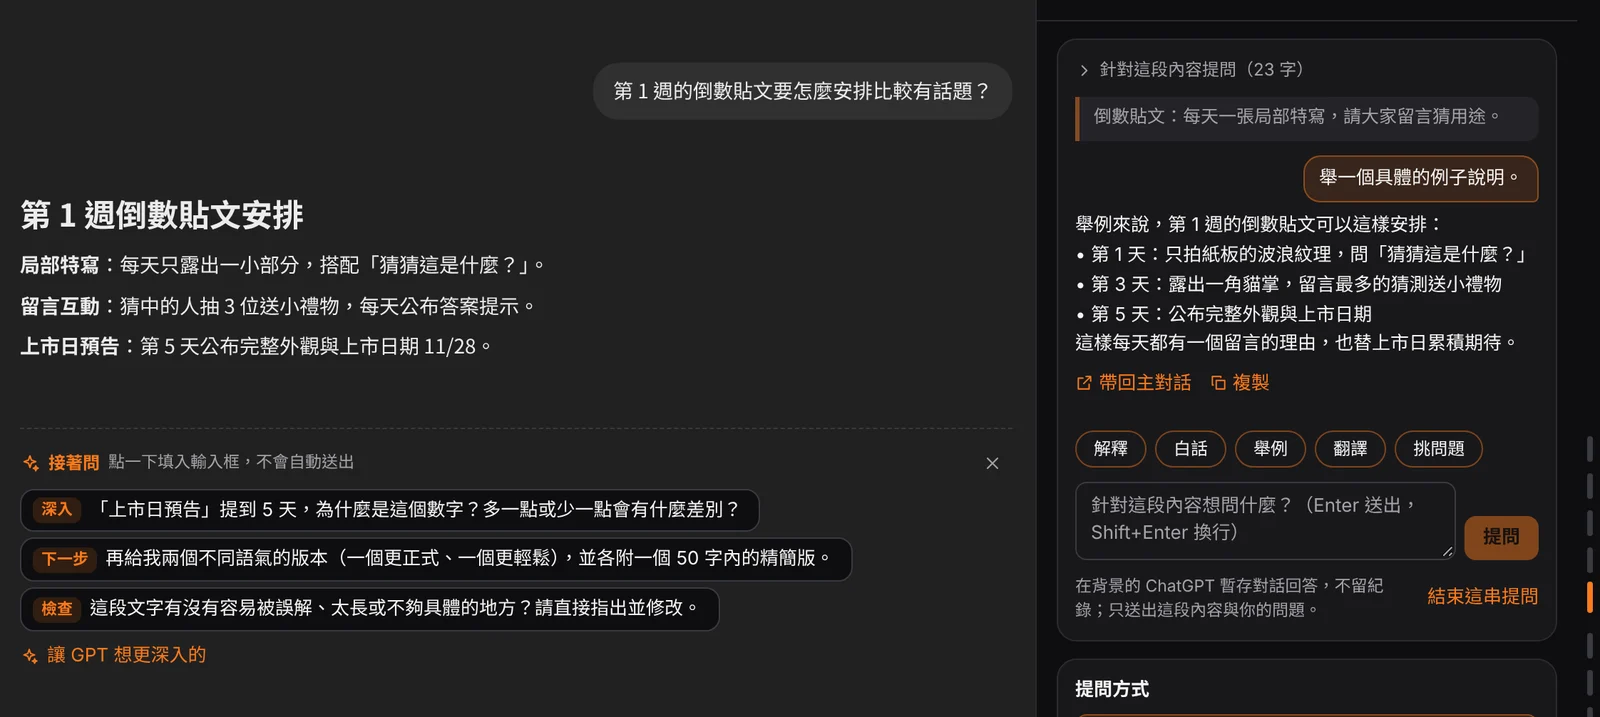 第 1 週的倒數貼文要怎麼安排比較有話題？
第 1 週倒數貼文安排
局部特寫：每天只露出一小部分，搭配「猜猜這是什麼？」。
留言互動：猜中的人抽 3 位送小禮物，每天公布答案提示。
上市日預告：第 5 天公布完整外觀與上市日期 11/28。
接著問 點一下填入輸入框，不會自動送出
深入 「上市日預告」提到 5 天，為什麼是這個數字？多一點或少一點會有什麼差別？
下一步 再給我兩個不同語氣的版本（一個更正式、一個更輕鬆），並各附一個 50 字內的精簡版。
檢查 這段文字有沒有容易被誤解、太長或不夠具體的地方？請直接指出並修改。
讓 GPT 想更深入的
針對這段內容提問（23 字）
倒數貼文：每天一張局部特寫，請大家留言猜用途。
舉一個具體的例子說明。
舉例來說，第 1 週的倒數貼文可以這樣安排：
• 第 1 天：只拍紙板的波浪紋理，問「猜猜這是什麼？」
• 第 3 天：露出一角貓掌，留言最多的猜測送小禮物
• 第 5 天：公布完整外觀與上市日期
這樣每天都有一個留言的理由，也替上市日累積期待。
帶回主對話 複製
解釋 白話 舉例 翻譯 挑問題
針對這段內容想問什麼？（Enter 送出，
Shift+Enter 換行）
提問
在背景的 ChatGPT 暫存對話回答，不留紀
錄；只送出這段內容與你的問題。
結束這串提問
提問方式